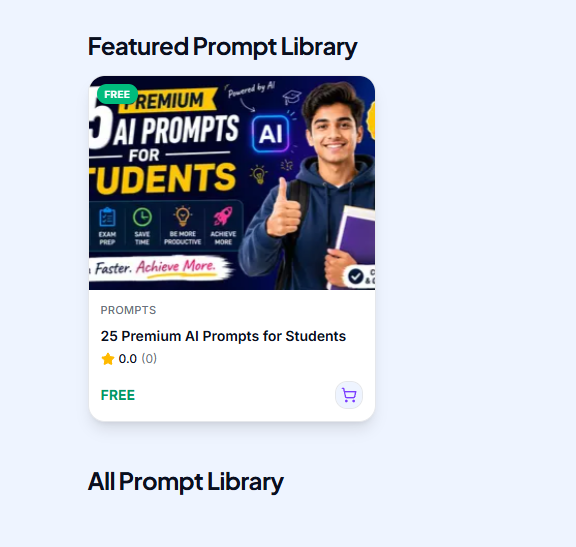 Featured Prompt Library
FREE
5 PREMIUM
Powered by AI
AI PROMPTS
AI
FOR
TUDENTS
EXAM PREP
SAVE TIME
BE MORE PRODUCTIVE
ACHIEVE MORE
Faster. Achieve More.
PROMPTS
25 Premium AI Prompts for Students
0.0 (0)
FREE
All Prompt Library